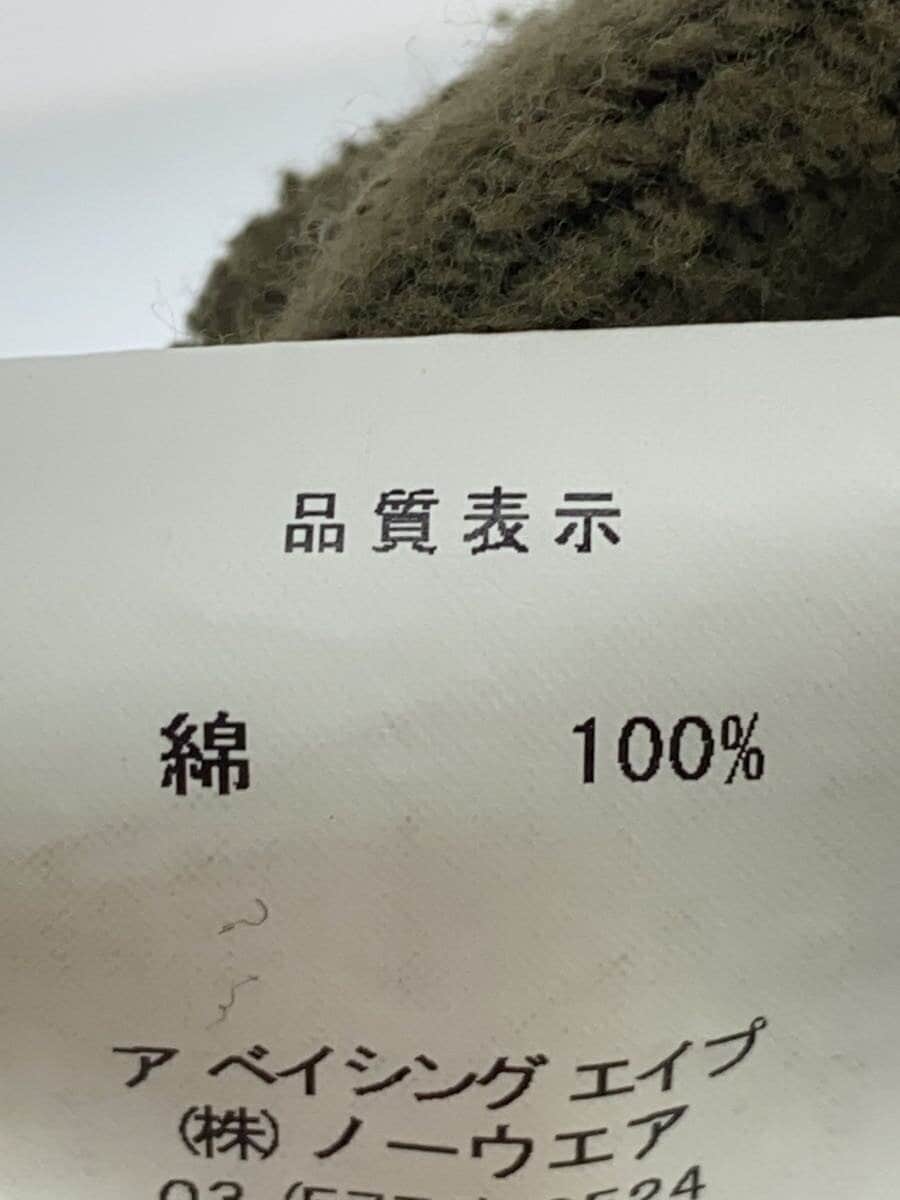 品質表示
綿 100%
ア ベイシング エイプ
(株)ノーウエア
03